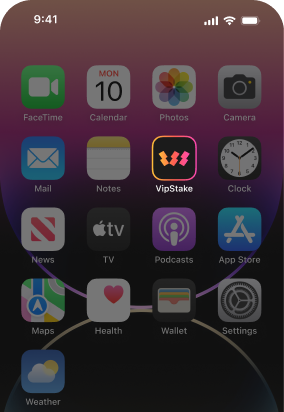 9:41
FaceTime
MON
10
Calendar
Photos
Camera
Mail
Notes
VipStake
Clock
News
tv
TV
Podcasts
App Store
Maps
Health
Wallet
Settings
Weather